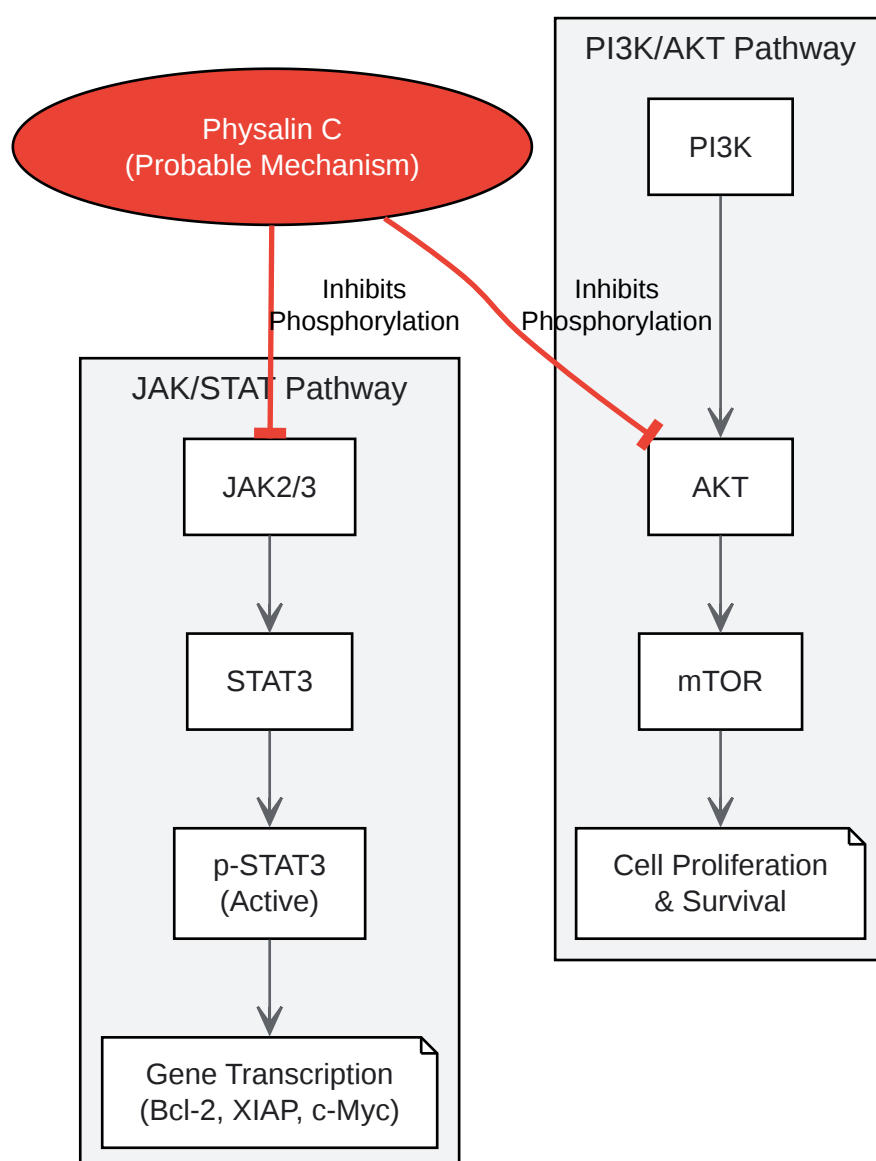 Physalin C
(Probable Mechanism)
Inhibits
Phosphorylation
Inhibits
Phosphorylation
JAK/STAT Pathway
JAK2/3
STAT3
p-STAT3
(Active)
Gene Transcription
(Bcl-2, XIAP, c-Myc)
PI3K/AKT Pathway
PI3K
AKT
mTOR
Cell Proliferation
& Survival